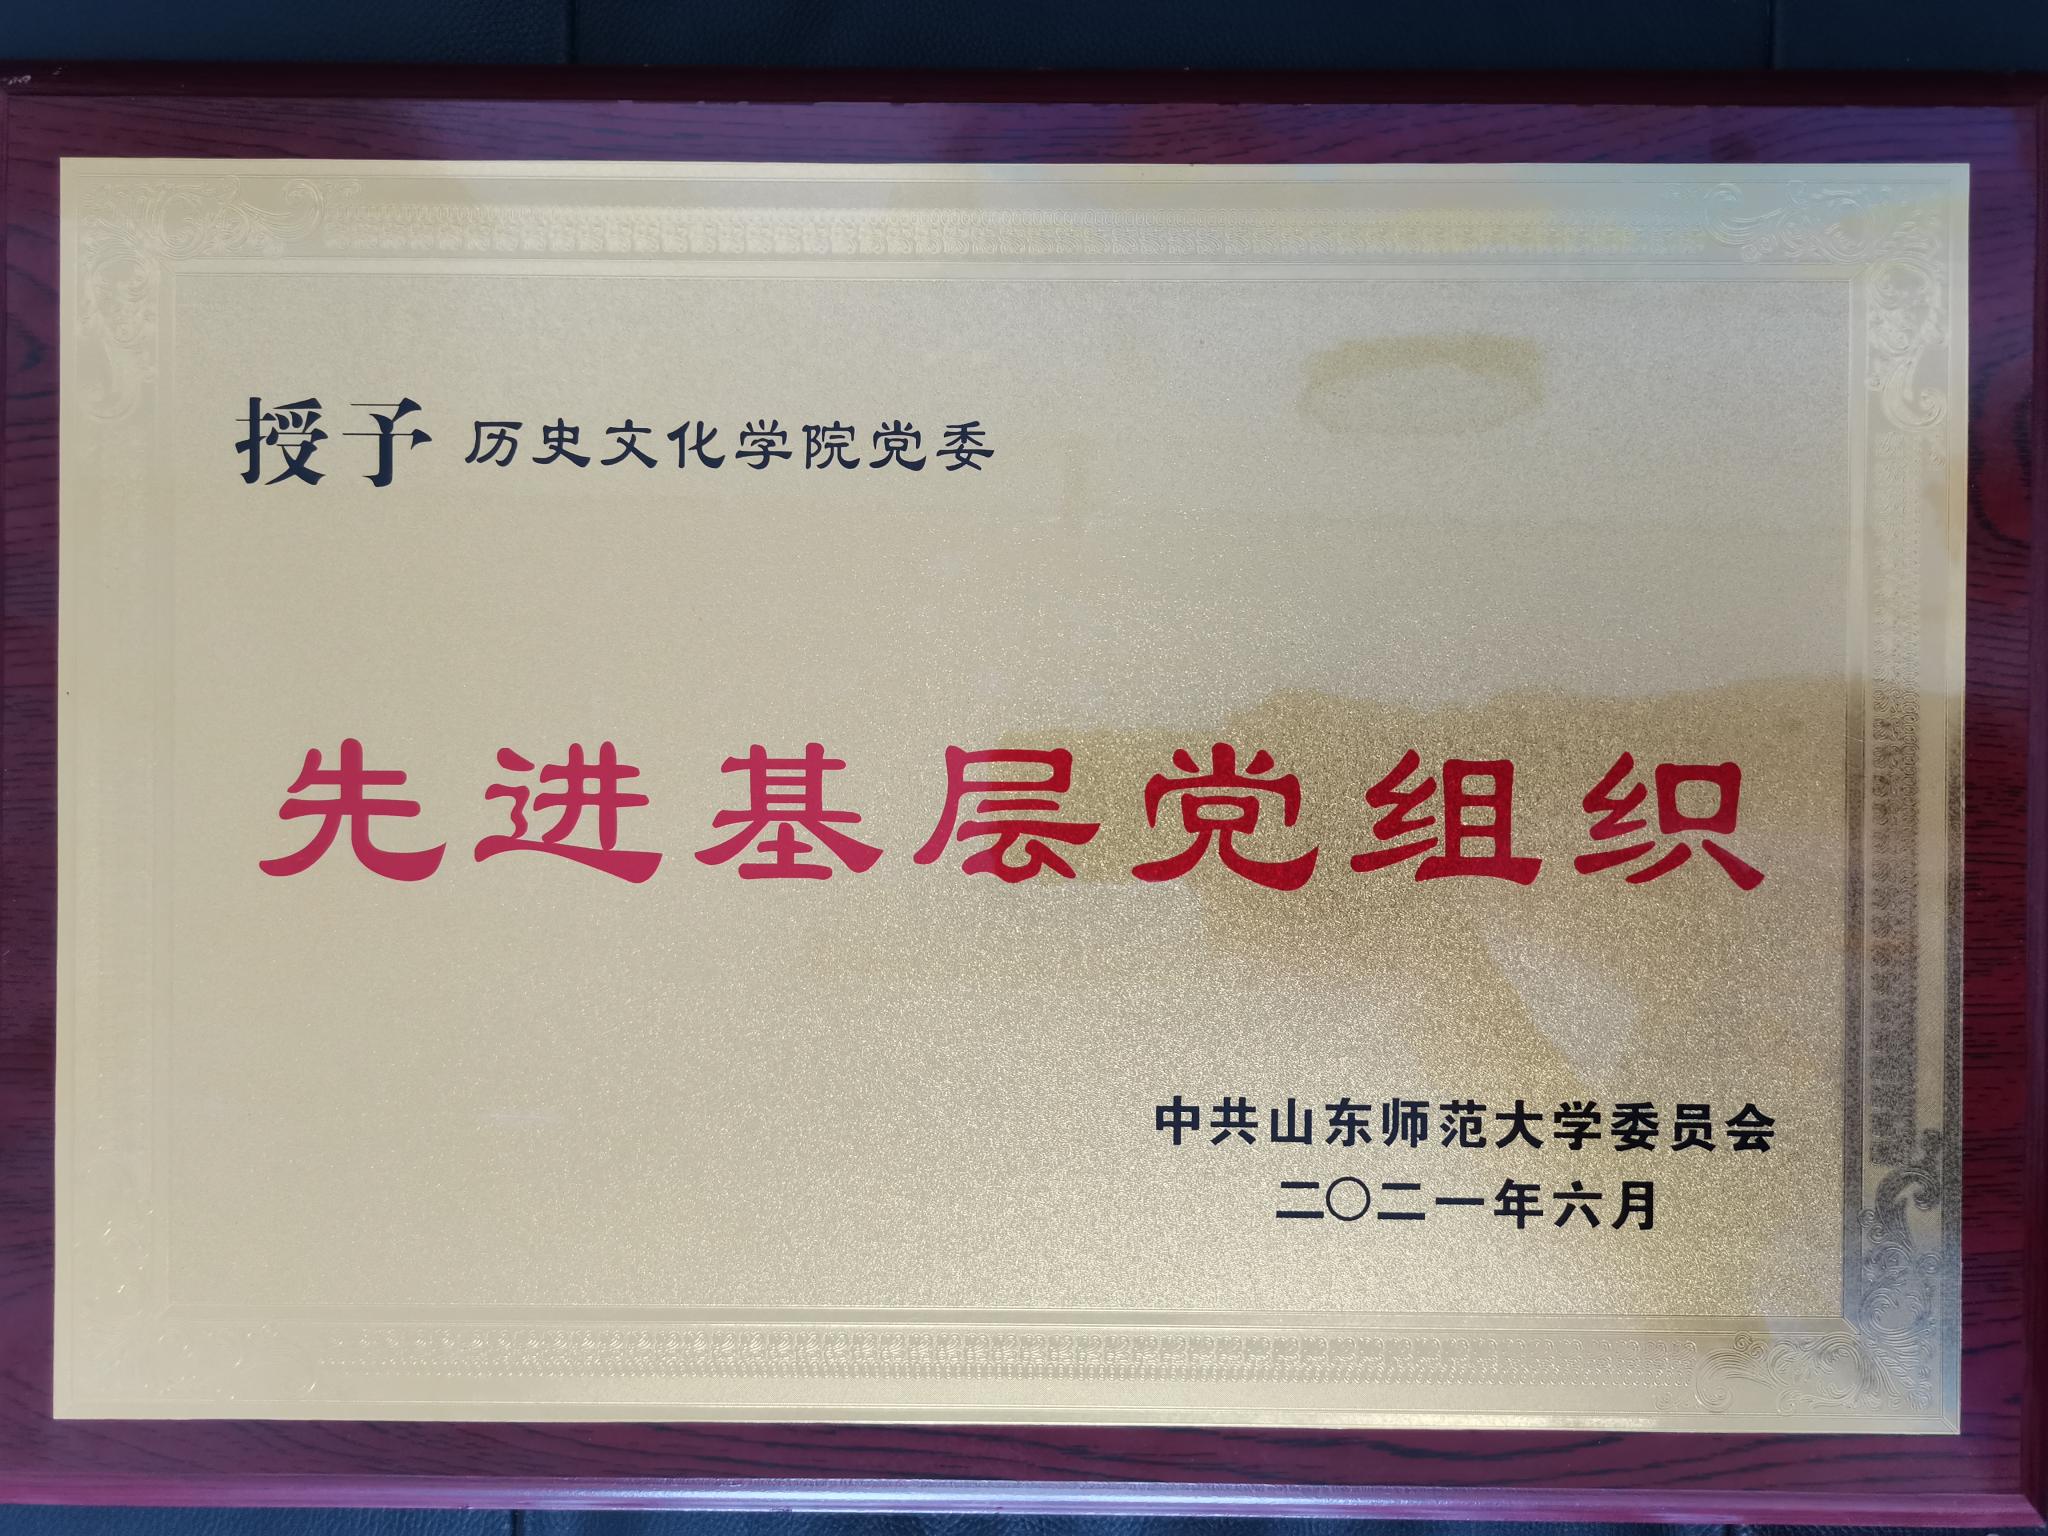 授予 历史文化学院党委
先进基层党组织
中共山东师范大学委员会
二〇二一年六月